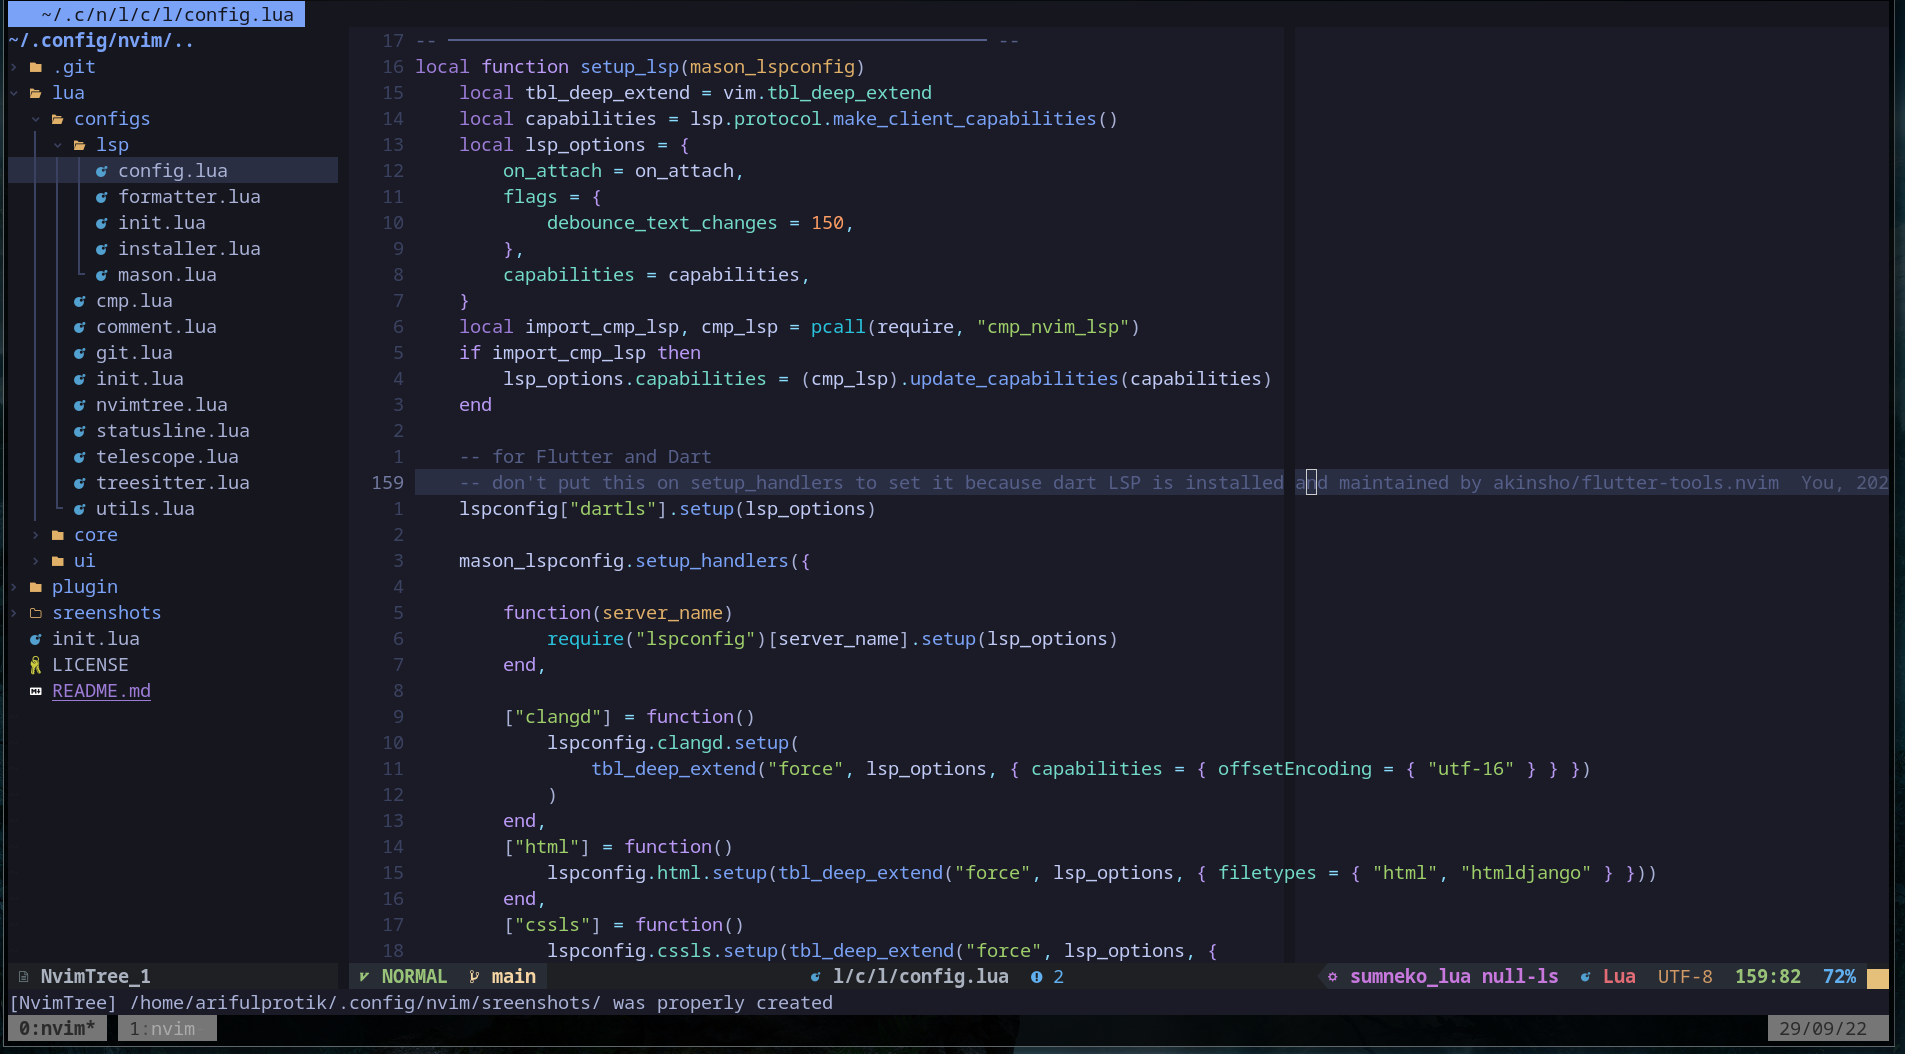 ~/.c/n/l/c/l/config.lua
~/.config/nvim/..
.git
lua
configs
lsp
config.lua
formatter.lua
init.lua
installer.lua
mason.lua
cmp.lua
comment.lua
git.lua
init.lua
nvimtree.lua
statusline.lua
telescope.lua
treesitter.lua
utils.lua
core
ui
plugin
sreenshots
init.lua
LICENSE
README.md
17 -- ───────────────────────────────────────────────── --
16 local function setup_lsp(mason_lspconfig)
15     local tbl_deep_extend = vim.tbl_deep_extend
14     local capabilities = lsp.protocol.make_client_capabilities()
13     local lsp_options = {
12         on_attach = on_attach,
11         flags = {
10             debounce_text_changes = 150,
9         },
8         capabilities = capabilities,
7     }
6     local import_cmp_lsp, cmp_lsp = pcall(require, "cmp_nvim_lsp")
5     if import_cmp_lsp then
4         lsp_options.capabilities = (cmp_lsp).update_capabilities(capabilities)
3     end
2
1     -- for Flutter and Dart
159     -- don't put this on setup_handlers to set it because dart LSP is installed and maintained by akinsho/flutter-tools.nvim  You, 202
1     lspconfig["dartls"].setup(lsp_options)
2
3     mason_lspconfig.setup_handlers({
4
5         function(server_name)
6             require("lspconfig")[server_name].setup(lsp_options)
7         end,
8
9         ["clangd"] = function()
10             lspconfig.clangd.setup(
11                 tbl_deep_extend("force", lsp_options, { capabilities = { offsetEncoding = { "utf-16" } } })
12             )
13         end,
14         ["html"] = function()
15             lspconfig.html.setup(tbl_deep_extend("force", lsp_options, { filetypes = { "html", "htmldjango" } }))
16         end,
17         ["cssls"] = function()
18             lspconfig.cssls.setup(tbl_deep_extend("force", lsp_options, {
NvimTree_1 NORMAL main l/c/l/config.lua 2 sumneko_lua null-ls Lua UTF-8 159:82 72%
[NvimTree] /home/arifulprotik/.config/nvim/sreenshots/ was properly created
0:nvim* 1:nvim- 29/09/22